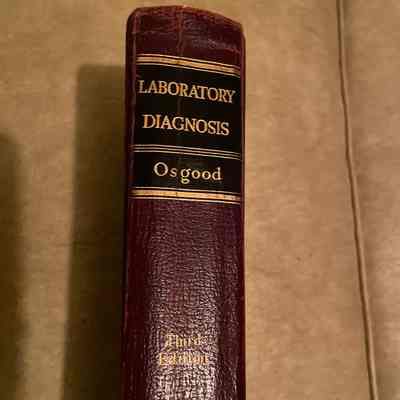 LABORATORY
DIAGNOSIS
Osgood
Third
Edition